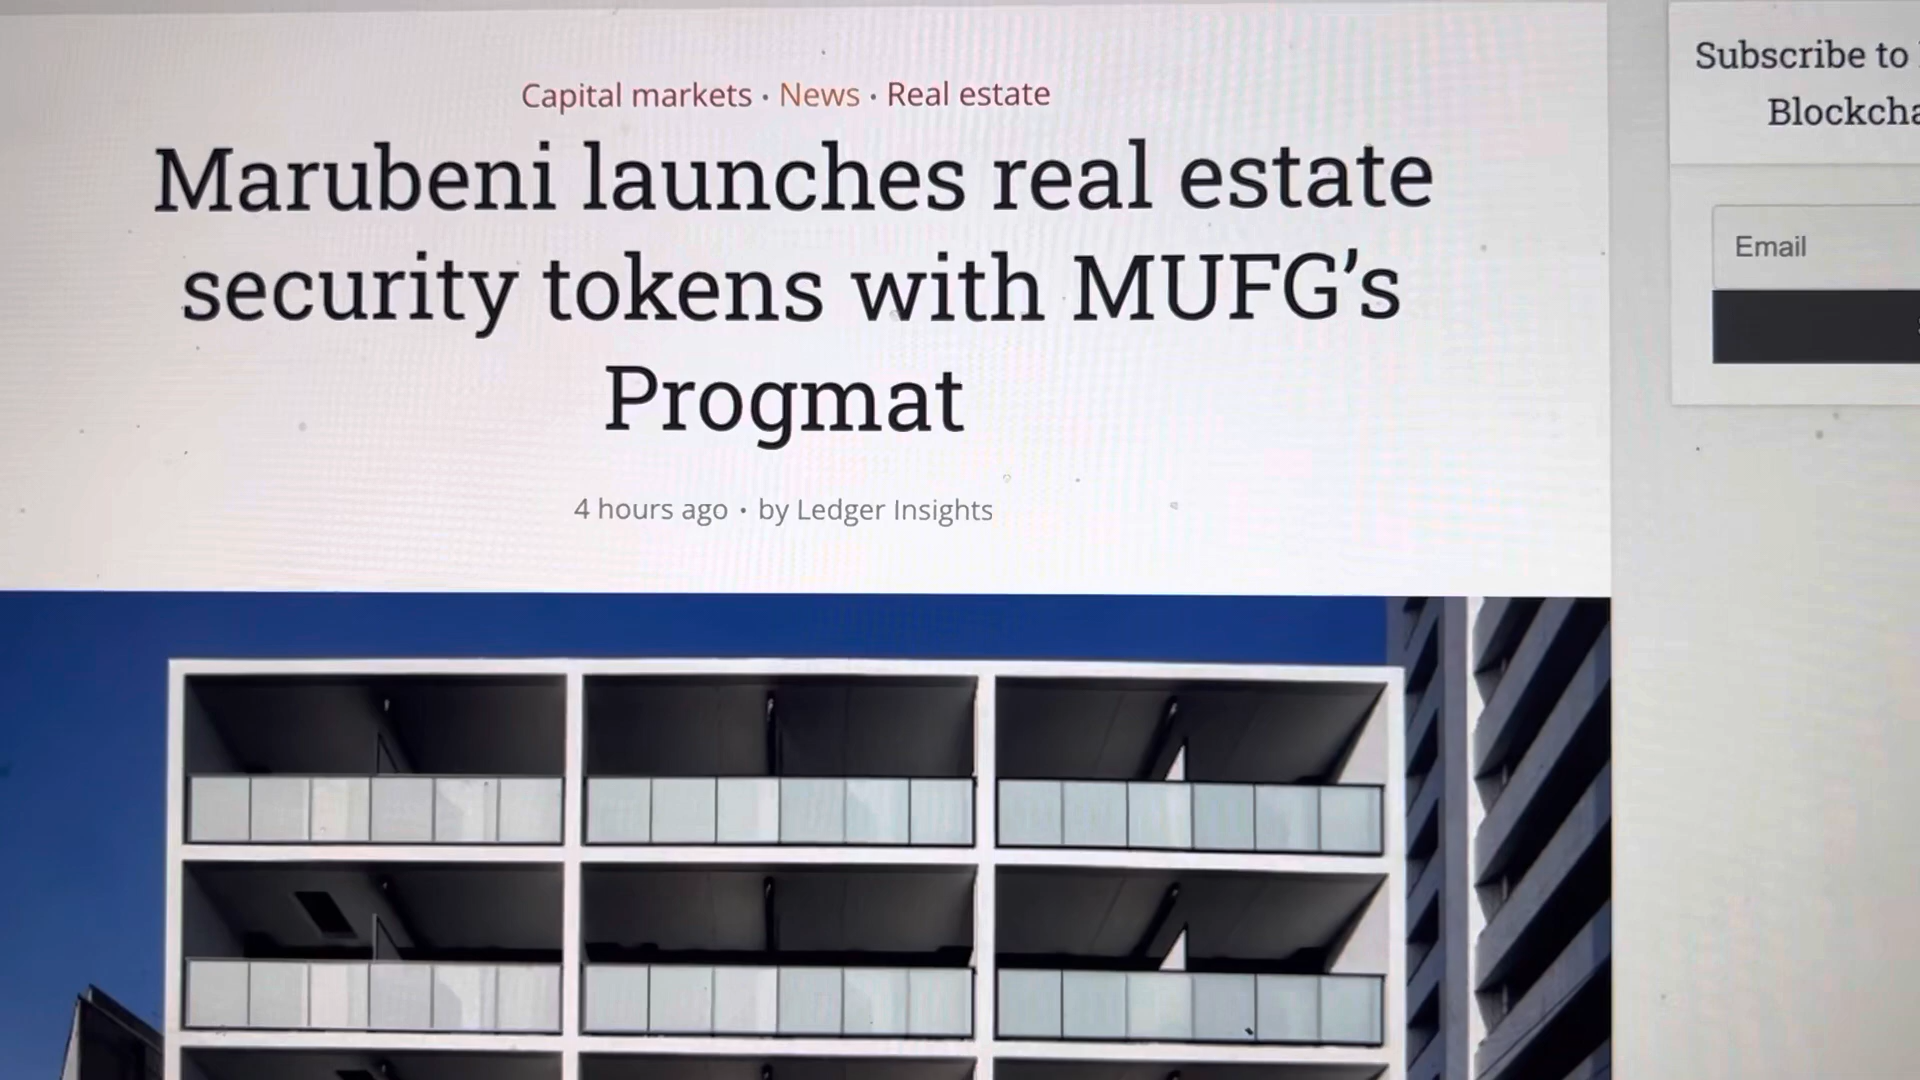 Capital markets · News · Real estate
Marubeni launches real estate
security tokens with MUFG’s
Progmat
4 hours ago · by Ledger Insights
Subscribe to
Email